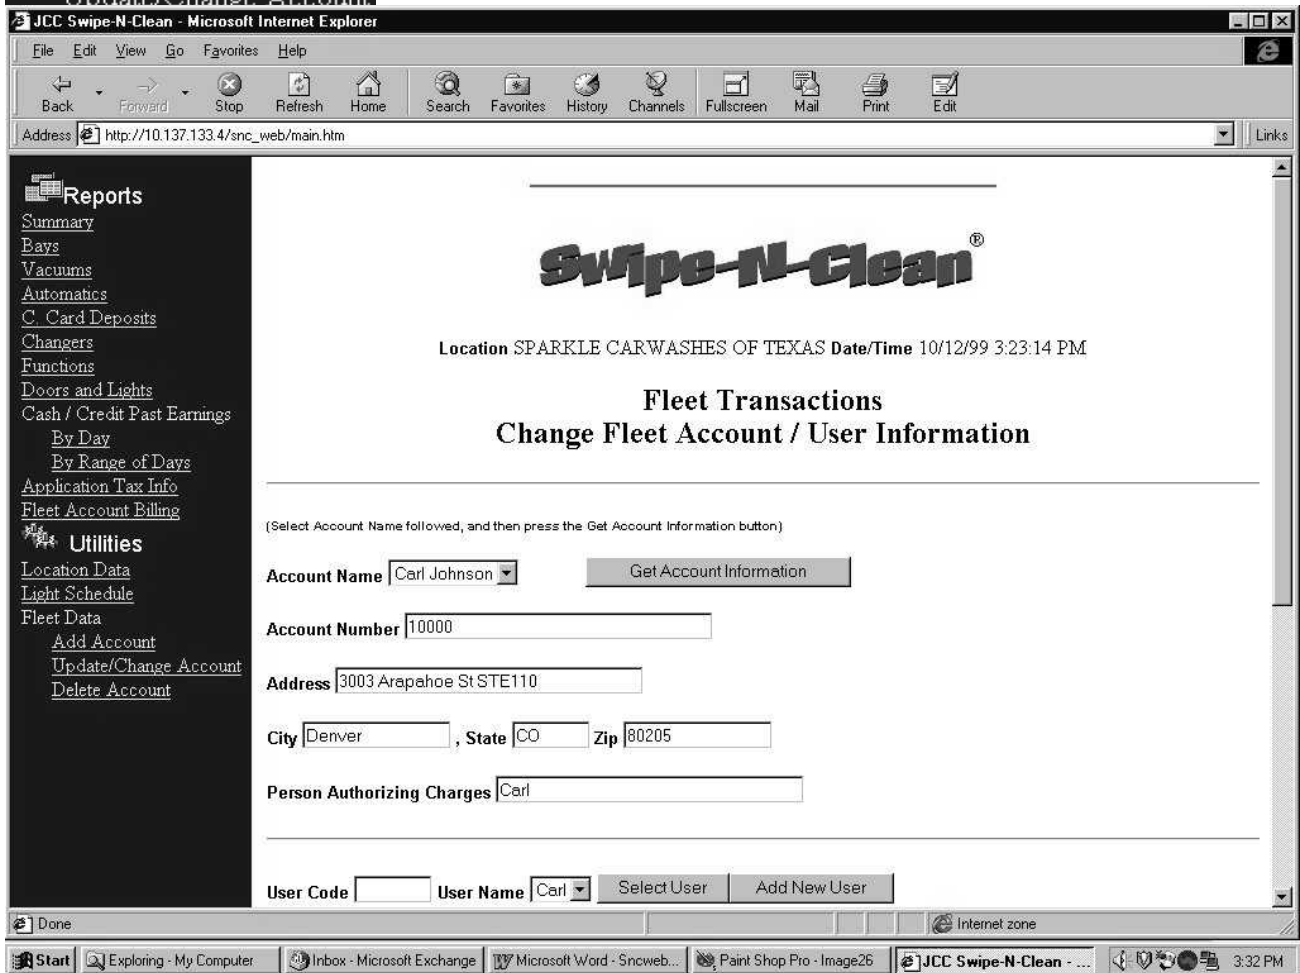 Update/Change Account
JCC Swipe-N-Clean - Microsoft Internet Explorer
File Edit View Go Favorites Help
Back Forward Stop Refresh Home Search Favorites History Channels Fullscreen Mail Print Edit
Address http://10.137.133.4/snc_web/main.htm Links
Reports
Summary
Bays
Vacuums
Automatics
C. Card Deposits
Changers
Functions
Doors and Lights
Cash / Credit Past Earnings
By Day
By Range of Days
Application Tax Info
Fleet Account Billing
Utilities
Location Data
Light Schedule
Fleet Data
Add Account
Update/Change Account
Delete Account
Swipe-N-Clean®
Location SPARKLE CARWASHES OF TEXAS Date/Time 10/12/99 3:23:14 PM
Fleet Transactions
Change Fleet Account / User Information
(Select Account Name followed, and then press the Get Account Information button)
Account Name Carl Johnson Get Account Information
Account Number 10000
Address 3003 Arapahoe St STE110
City Denver , State CO Zip 80205
Person Authorizing Charges Carl
User Code User Name Carl Select User Add New User
Done Internet zone
Start Exploring - My Computer Inbox - Microsoft Exchange Microsoft Word - Sncweb... Paint Shop Pro - Image26 JCC Swipe-N-Clean - ... 3:32 PM